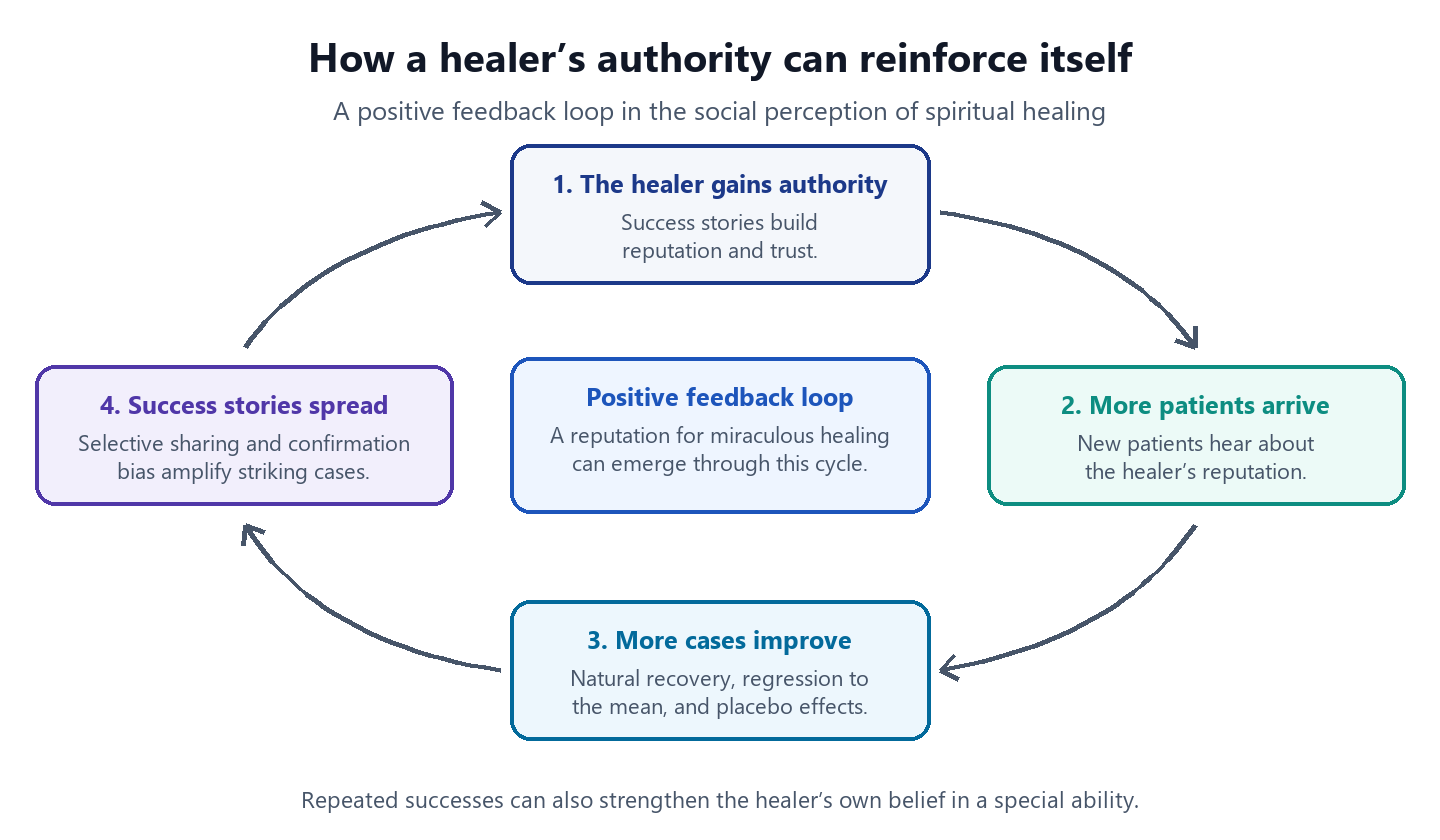 How a healer’s authority can reinforce itself
A positive feedback loop in the social perception of spiritual healing
1. The healer gains authority
Success stories build
reputation and trust.
2. More patients arrive
New patients hear about
the healer’s reputation.
3. More cases improve
Natural recovery, regression to
the mean, and placebo effects.
4. Success stories spread
Selective sharing and confirmation
bias amplify striking cases.
Positive feedback loop
A reputation for miraculous healing
can emerge through this cycle.
Repeated successes can also strengthen the healer’s own belief in a special ability.